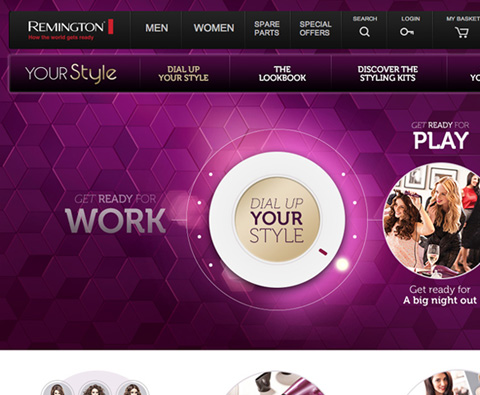 REMINGTON
How the world gets ready
MEN
WOMEN
SPARE
PARTS
SPECIAL
OFFERS
SEARCH
LOGIN
MY BASKET
YOUR Style
DIAL UP
YOUR STYLE
THE
LOOKBOOK
DISCOVER THE
STYLING KITS
YO
GET READY FOR
PLAY
GET READY FOR
WORK
DIAL UP
YOUR
STYLE
Get ready for
A big night out